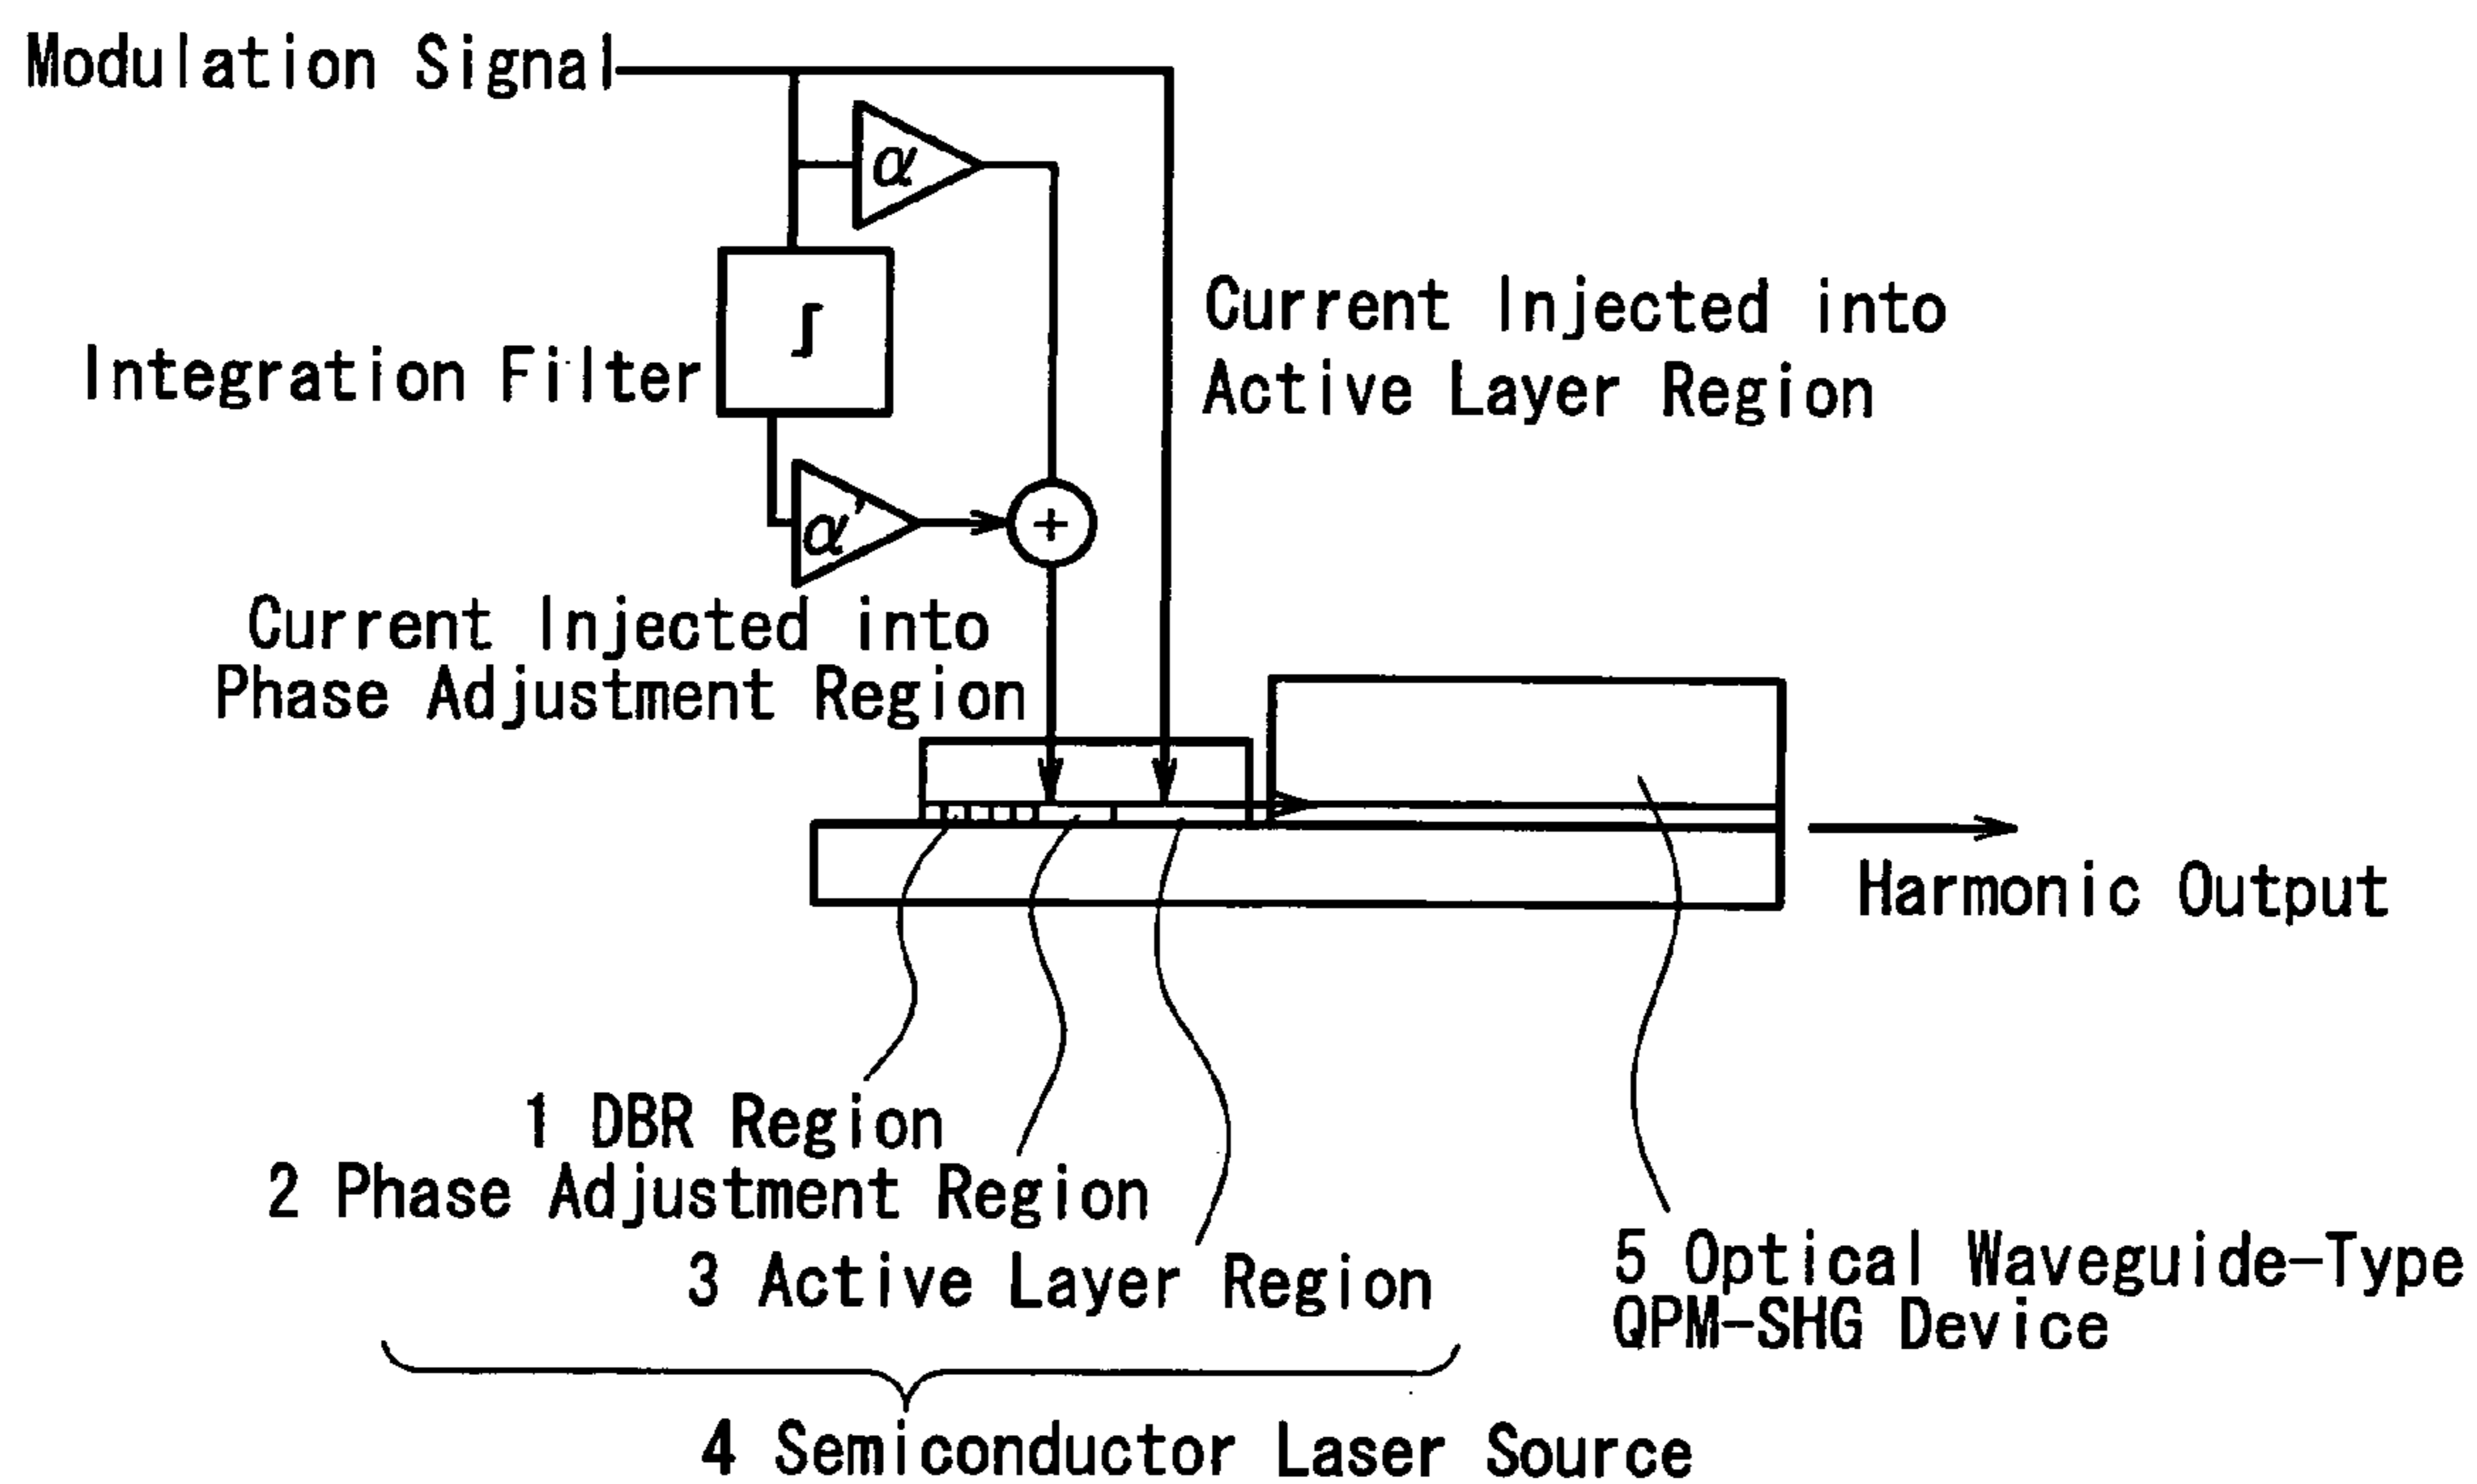 Modulation Signal
α
∫
Integration Filter
Current Injected into
Active Layer Region
α'
+
Current Injected into
Phase Adjustment Region
Harmonic Output
1 DBR Region
2 Phase Adjustment Region
3 Active Layer Region
4 Semiconductor Laser Source
5 Optical Waveguide-Type
QPM-SHG Device